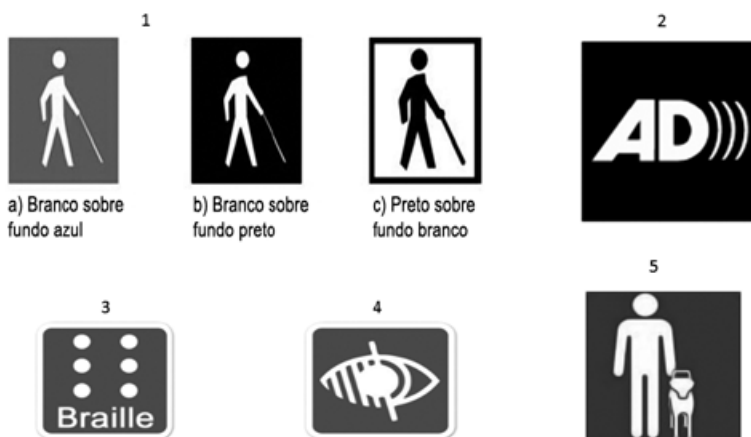 1
2
AD
a) Branco sobre
fundo azul
b) Branco sobre
fundo preto
c) Preto sobre
fundo branco
3
4
5
Braille